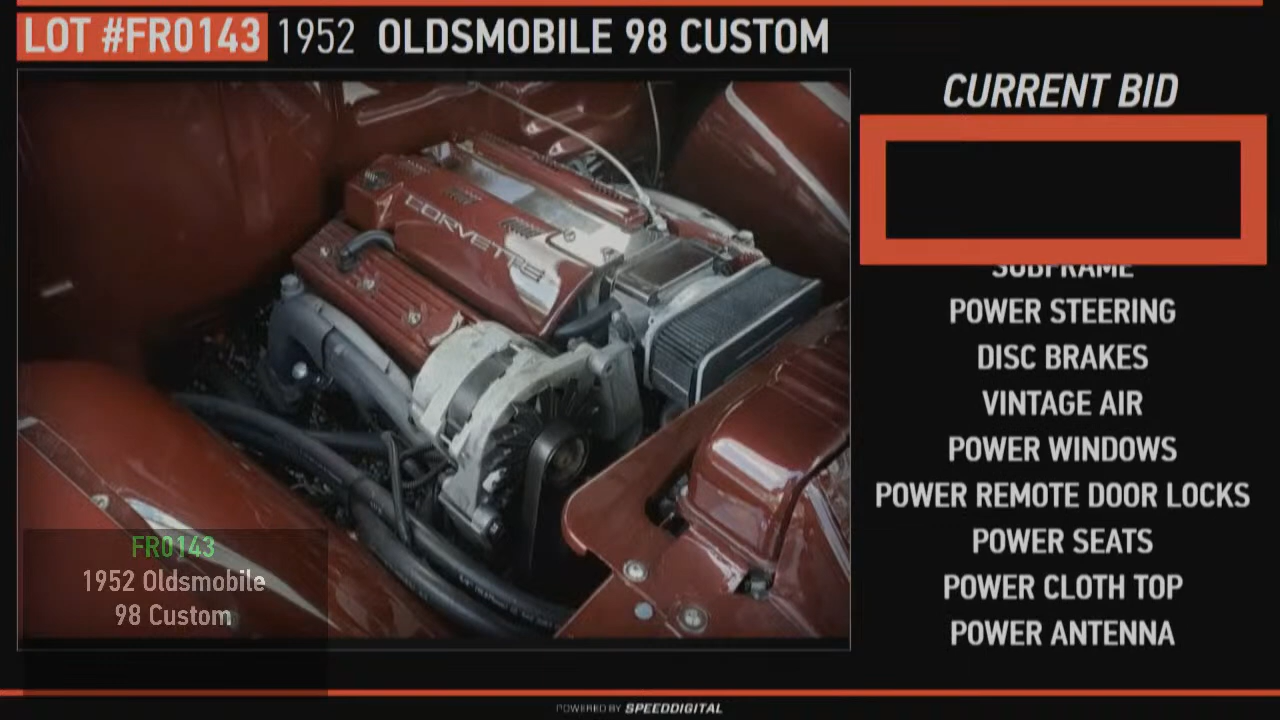 LOT #FR0143 1952 OLDSMOBILE 98 CUSTOM
CURRENT BID
SUBFRAME
POWER STEERING
DISC BRAKES
VINTAGE AIR
POWER WINDOWS
POWER REMOTE DOOR LOCKS
POWER SEATS
POWER CLOTH TOP
POWER ANTENNA
CORVETTE
FR0143
1952 Oldsmobile
98 Custom
POWERED BY SPEEDDIGITAL